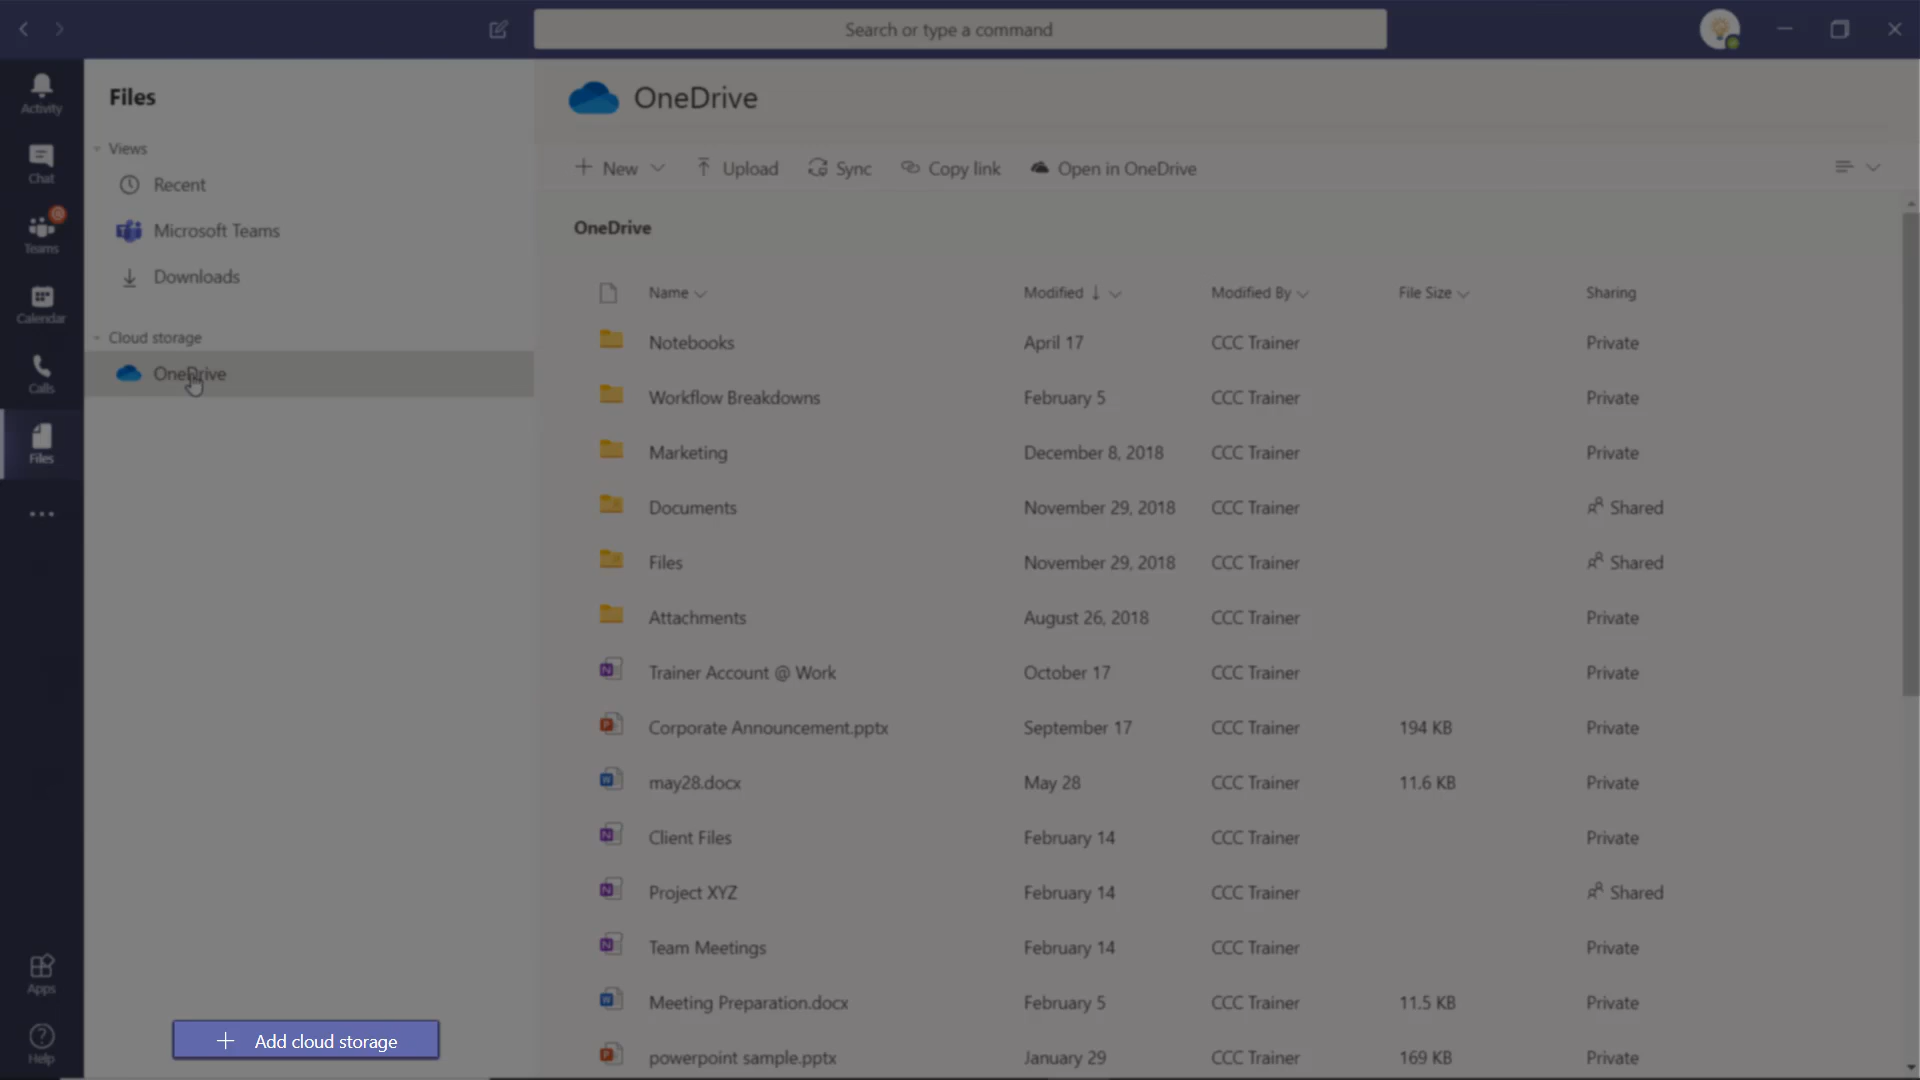 Search or type a command
Activity
Chat
Teams
Calendar
Calls
Files
Apps
Help
Files
Views
Recent
Microsoft Teams
Downloads
Cloud storage
OneDrive
Add cloud storage
OneDrive
New Upload Sync Copy link Open in OneDrive
OneDrive
Name Modified Modified By File Size Sharing
Notebooks April 17 CCC Trainer Private
Workflow Breakdowns February 5 CCC Trainer Private
Marketing December 8, 2018 CCC Trainer Private
Documents November 29, 2018 CCC Trainer Shared
Files November 29, 2018 CCC Trainer Shared
Attachments August 26, 2018 CCC Trainer Private
Trainer Account @ Work October 17 CCC Trainer Private
Corporate Announcement.pptx September 17 CCC Trainer 194 KB Private
may28.docx May 28 CCC Trainer 11.6 KB Private
Client Files February 14 CCC Trainer Private
Project XYZ February 14 CCC Trainer Shared
Team Meetings February 14 CCC Trainer Private
Meeting Preparation.docx February 5 CCC Trainer 11.5 KB Private
powerpoint sample.pptx January 29 CCC Trainer 169 KB Private